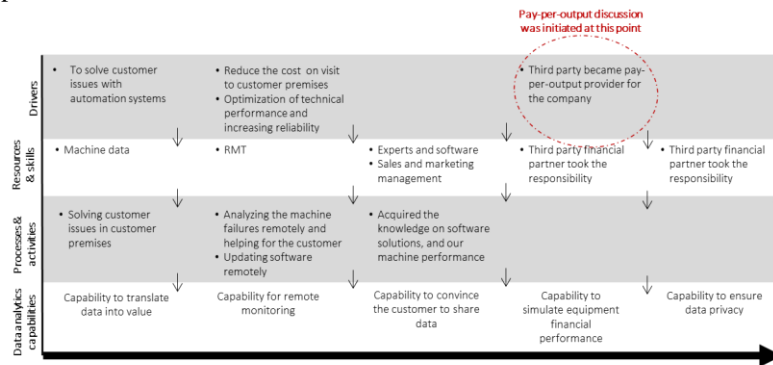 Pay-per-output discussion
was initiated at this point
Drivers
• To solve customer
issues with
automation systems
• Reduce the cost on visit
to customer premises
• Optimization of technical
performance and
increasing reliability
• Third party became pay-
per-output provider for
the company
Resources
& skills
• Machine data
• RMT
• Experts and software
• Sales and marketing
management
• Third party financial
partner took the
responsibility
• Third party financial
partner took the
responsibility
Processes &
activities
• Solving customer
issues in customer
premises
• Analyzing the machine
failures remotely and
helping for the customer
• Updating software
remotely
• Acquired the
knowledge on software
solutions, and our
machine performance
Data analytics
capabilities
Capability to translate
data into value
Capability for remote
monitoring
Capability to convince
the customer to share
data
Capability to
simulate equipment
financial
performance
Capability to ensure
data privacy